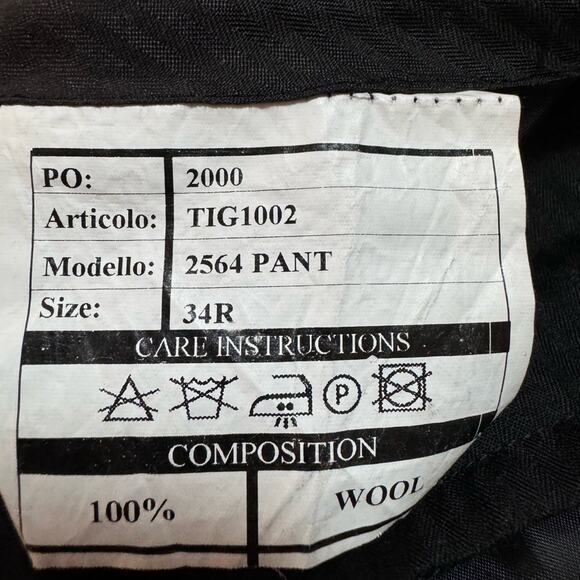 PO: 2000
Articolo: TIG1002
Modello: 2564 PANT
Size: 34R
CARE INSTRUCTIONS
P
COMPOSITION
100% WOOL